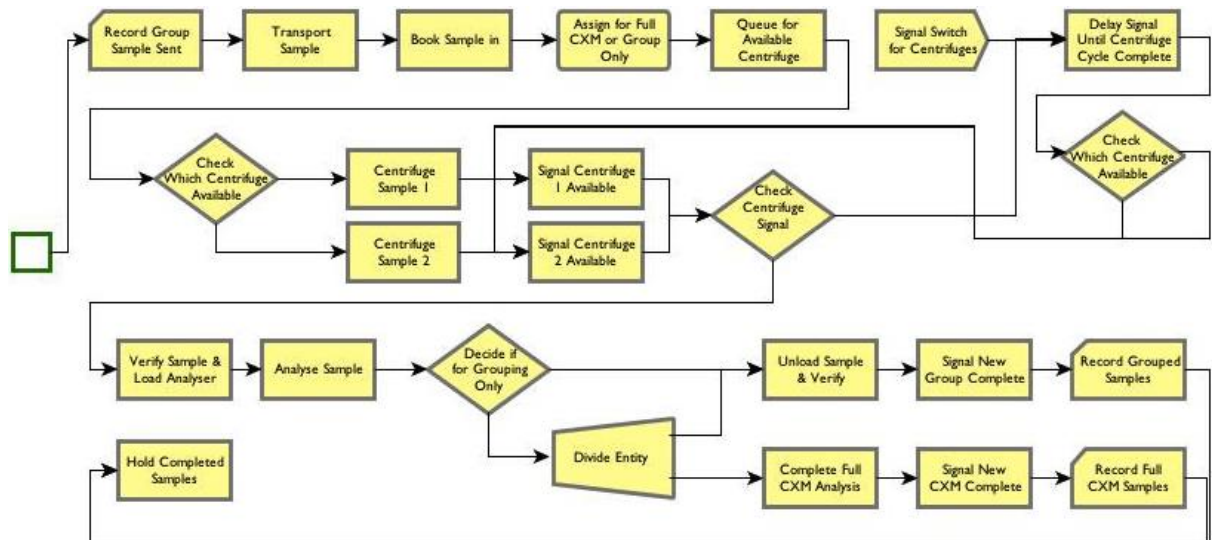 Record Group
Sample Sent
Transport
Sample
Book Sample in
Assign for Full
CXM or Group
Only
Queue for
Available
Centrifuge
Signal Switch
for Centrifuges
Delay Signal
Until Centrifuge
Cycle Complete
Check
Which Centrifuge
Available
Centrifuge
Sample 1
Signal Centrifuge
1 Available
Check
Centrifuge
Signal
Check
Which Centrifuge
Available
Centrifuge
Sample 2
Signal Centrifuge
2 Available
Verify Sample &
Load Analyser
Analyse Sample
Decide if
for Grouping
Only
Unload Sample
& Verify
Signal New
Group Complete
Record Grouped
Samples
Hold Completed
Samples
Divide Entity
Complete Full
CXM Analysis
Signal New
CXM Complete
Record Full
CXM Samples